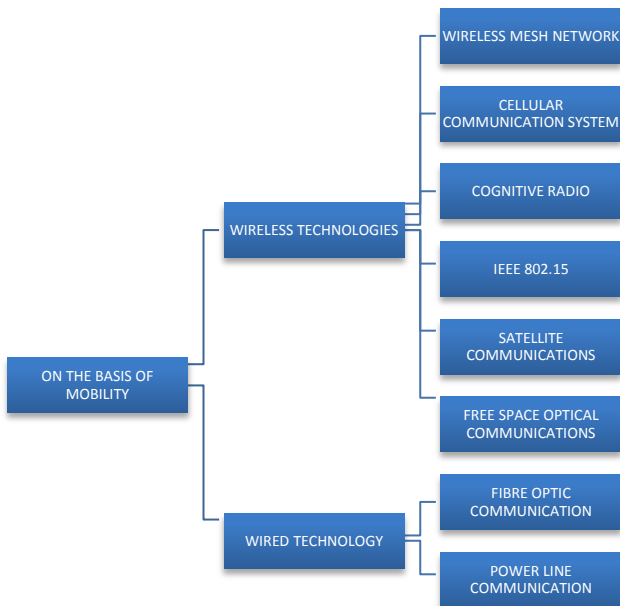 WIRELESS MESH NETWORK
CELLULAR
COMMUNICATION SYSTEM
COGNITIVE RADIO
WIRELESS TECHNOLOGIES
IEEE 802.15
SATELLITE
COMMUNICATIONS
ON THE BASIS OF
MOBILITY
FREE SPACE OPTICAL
COMMUNICATIONS
FIBRE OPTIC
COMMUNICATION
WIRED TECHNOLOGY
POWER LINE
COMMUNICATION